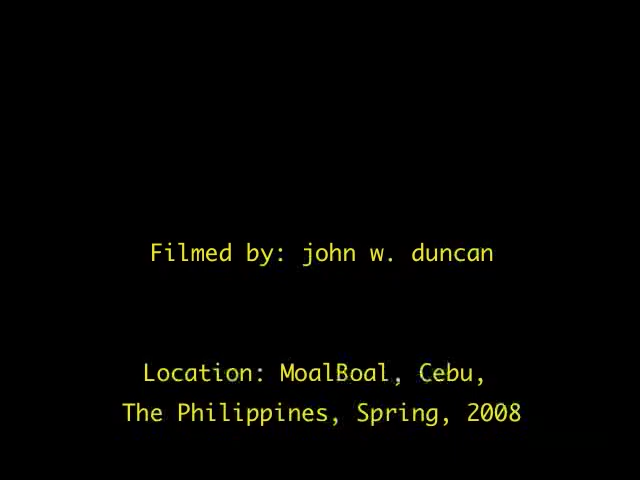 Filmed by: john w. duncan
Location: MoalBoal, Cebu,
The Philippines, Spring, 2008